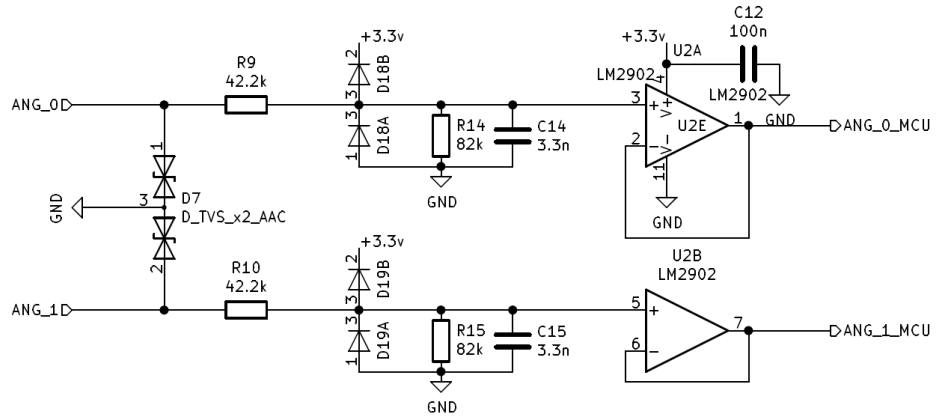 C12
100n
+3.3v
+3.3v
U2A
R9
42.2k
2
D18B
LM2902
4
LM2902
ANG_0
3
3
+
V+
U2E
1
GND
ANG_0_MCU
3
D18A
R14
82k
C14
3.3n
2
-
V-
1
1
11
GND
GND
D7
3
D_TVS_x2_AAC
GND
+3.3v
U2B
LM2902
2
R10
42.2k
2
D19B
ANG_1
3
5
+
7
ANG_1_MCU
3
D19A
R15
82k
C15
3.3n
6
-
1
GND